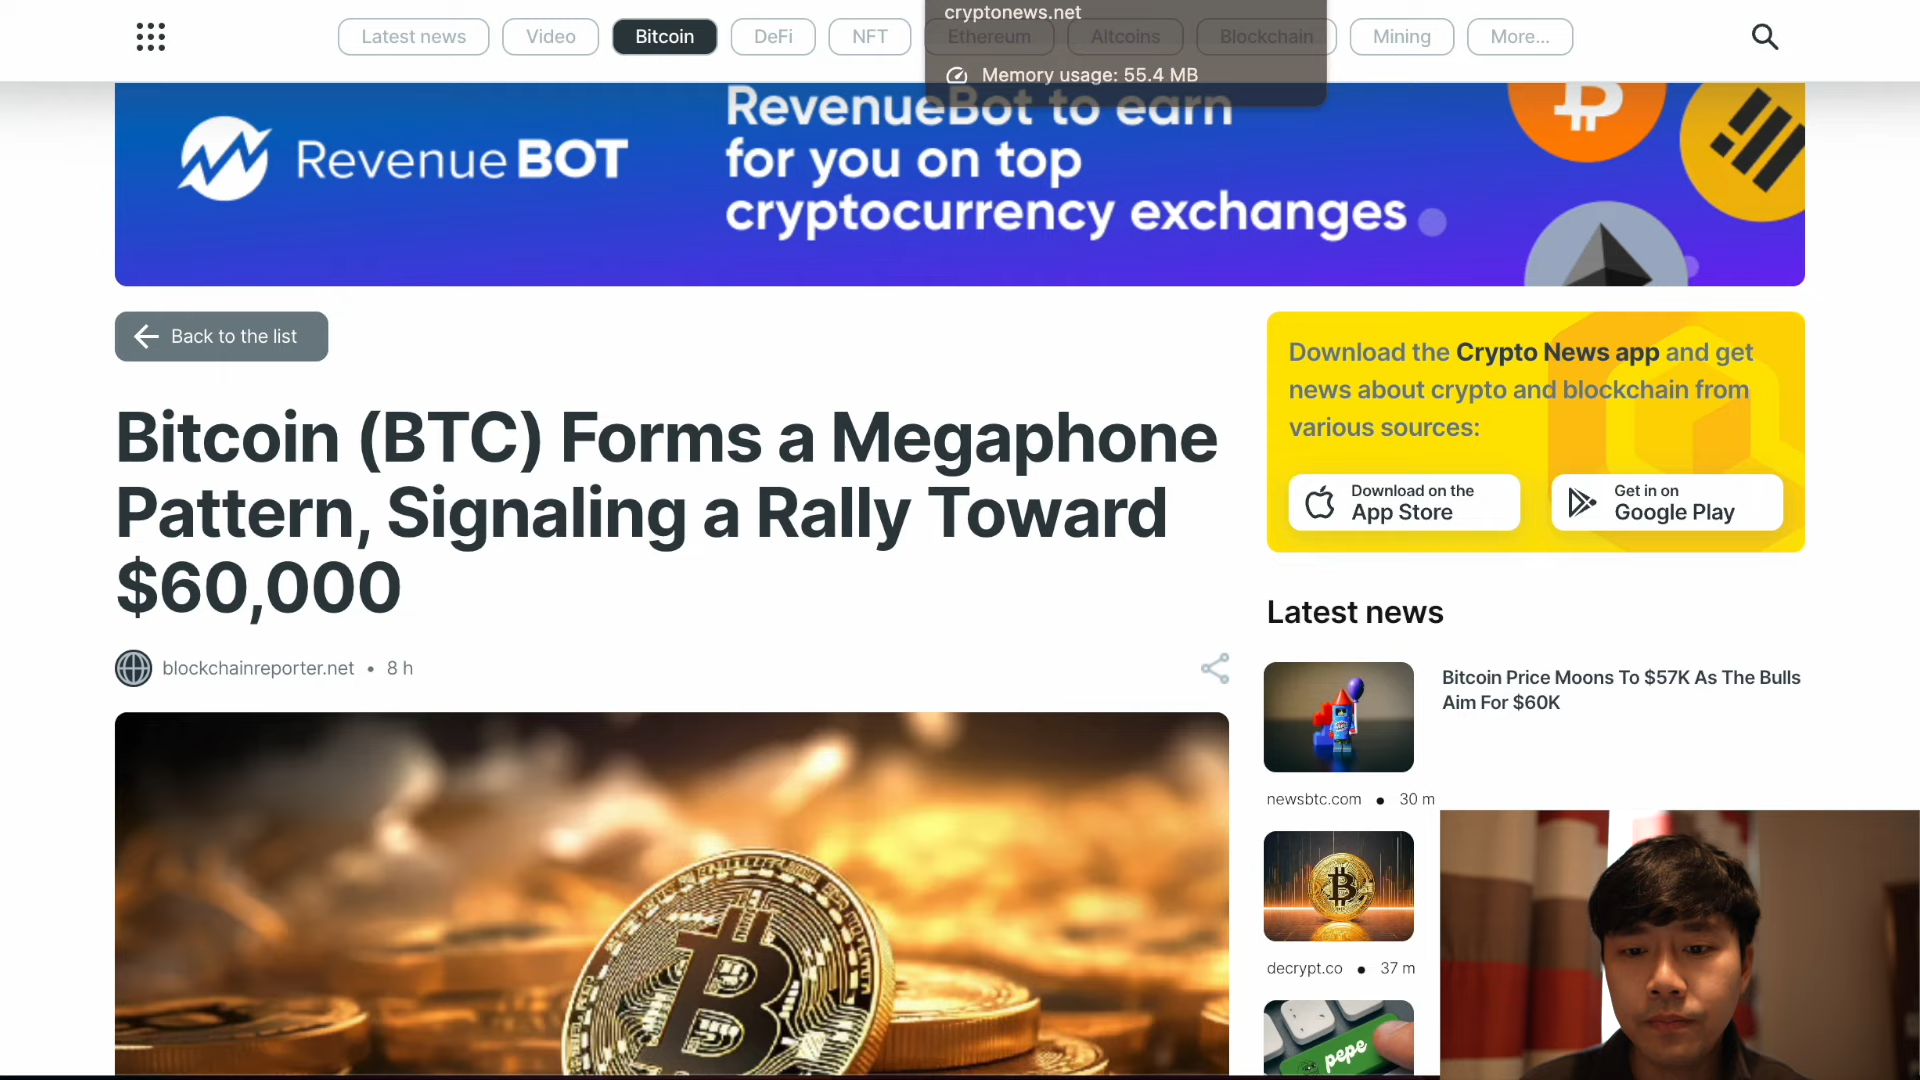 cryptonews.net
Latest news
Video
Bitcoin
DeFi
NFT
Ethereum
Altcoins
Blockchain
Mining
More...
Memory usage: 55.4 MB
RevenueBOT
RevenueBot to earn
for you on top
cryptocurrency exchanges
Back to the list
Bitcoin (BTC) Forms a Megaphone
Pattern, Signaling a Rally Toward
$60,000
blockchainreporter.net • 8 h
Download the Crypto News app and get
news about crypto and blockchain from
various sources:
Download on the
App Store
Get in on
Google Play
Latest news
Bitcoin Price Moons To $57K As The Bulls
Aim For $60K
newsbtc.com • 30 m
decrypt.co • 37 m
pepe